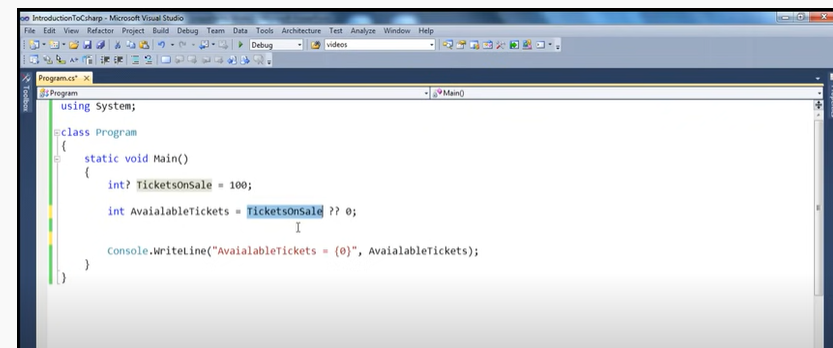 IntroductionToCsharp - Microsoft Visual Studio
File Edit View Refactor Project Build Debug Team Data Tools Architecture Test Analyze Window Help
Debug videos
Program.cs* X
Program Main()
Toolbox
using System;
class Program
{
static void Main()
{
int? TicketsOnSale = 100;
int AvaialableTickets = TicketsOnSale ?? 0;
Console.WriteLine("AvaialableTickets = {0}", AvaialableTickets);
}
}